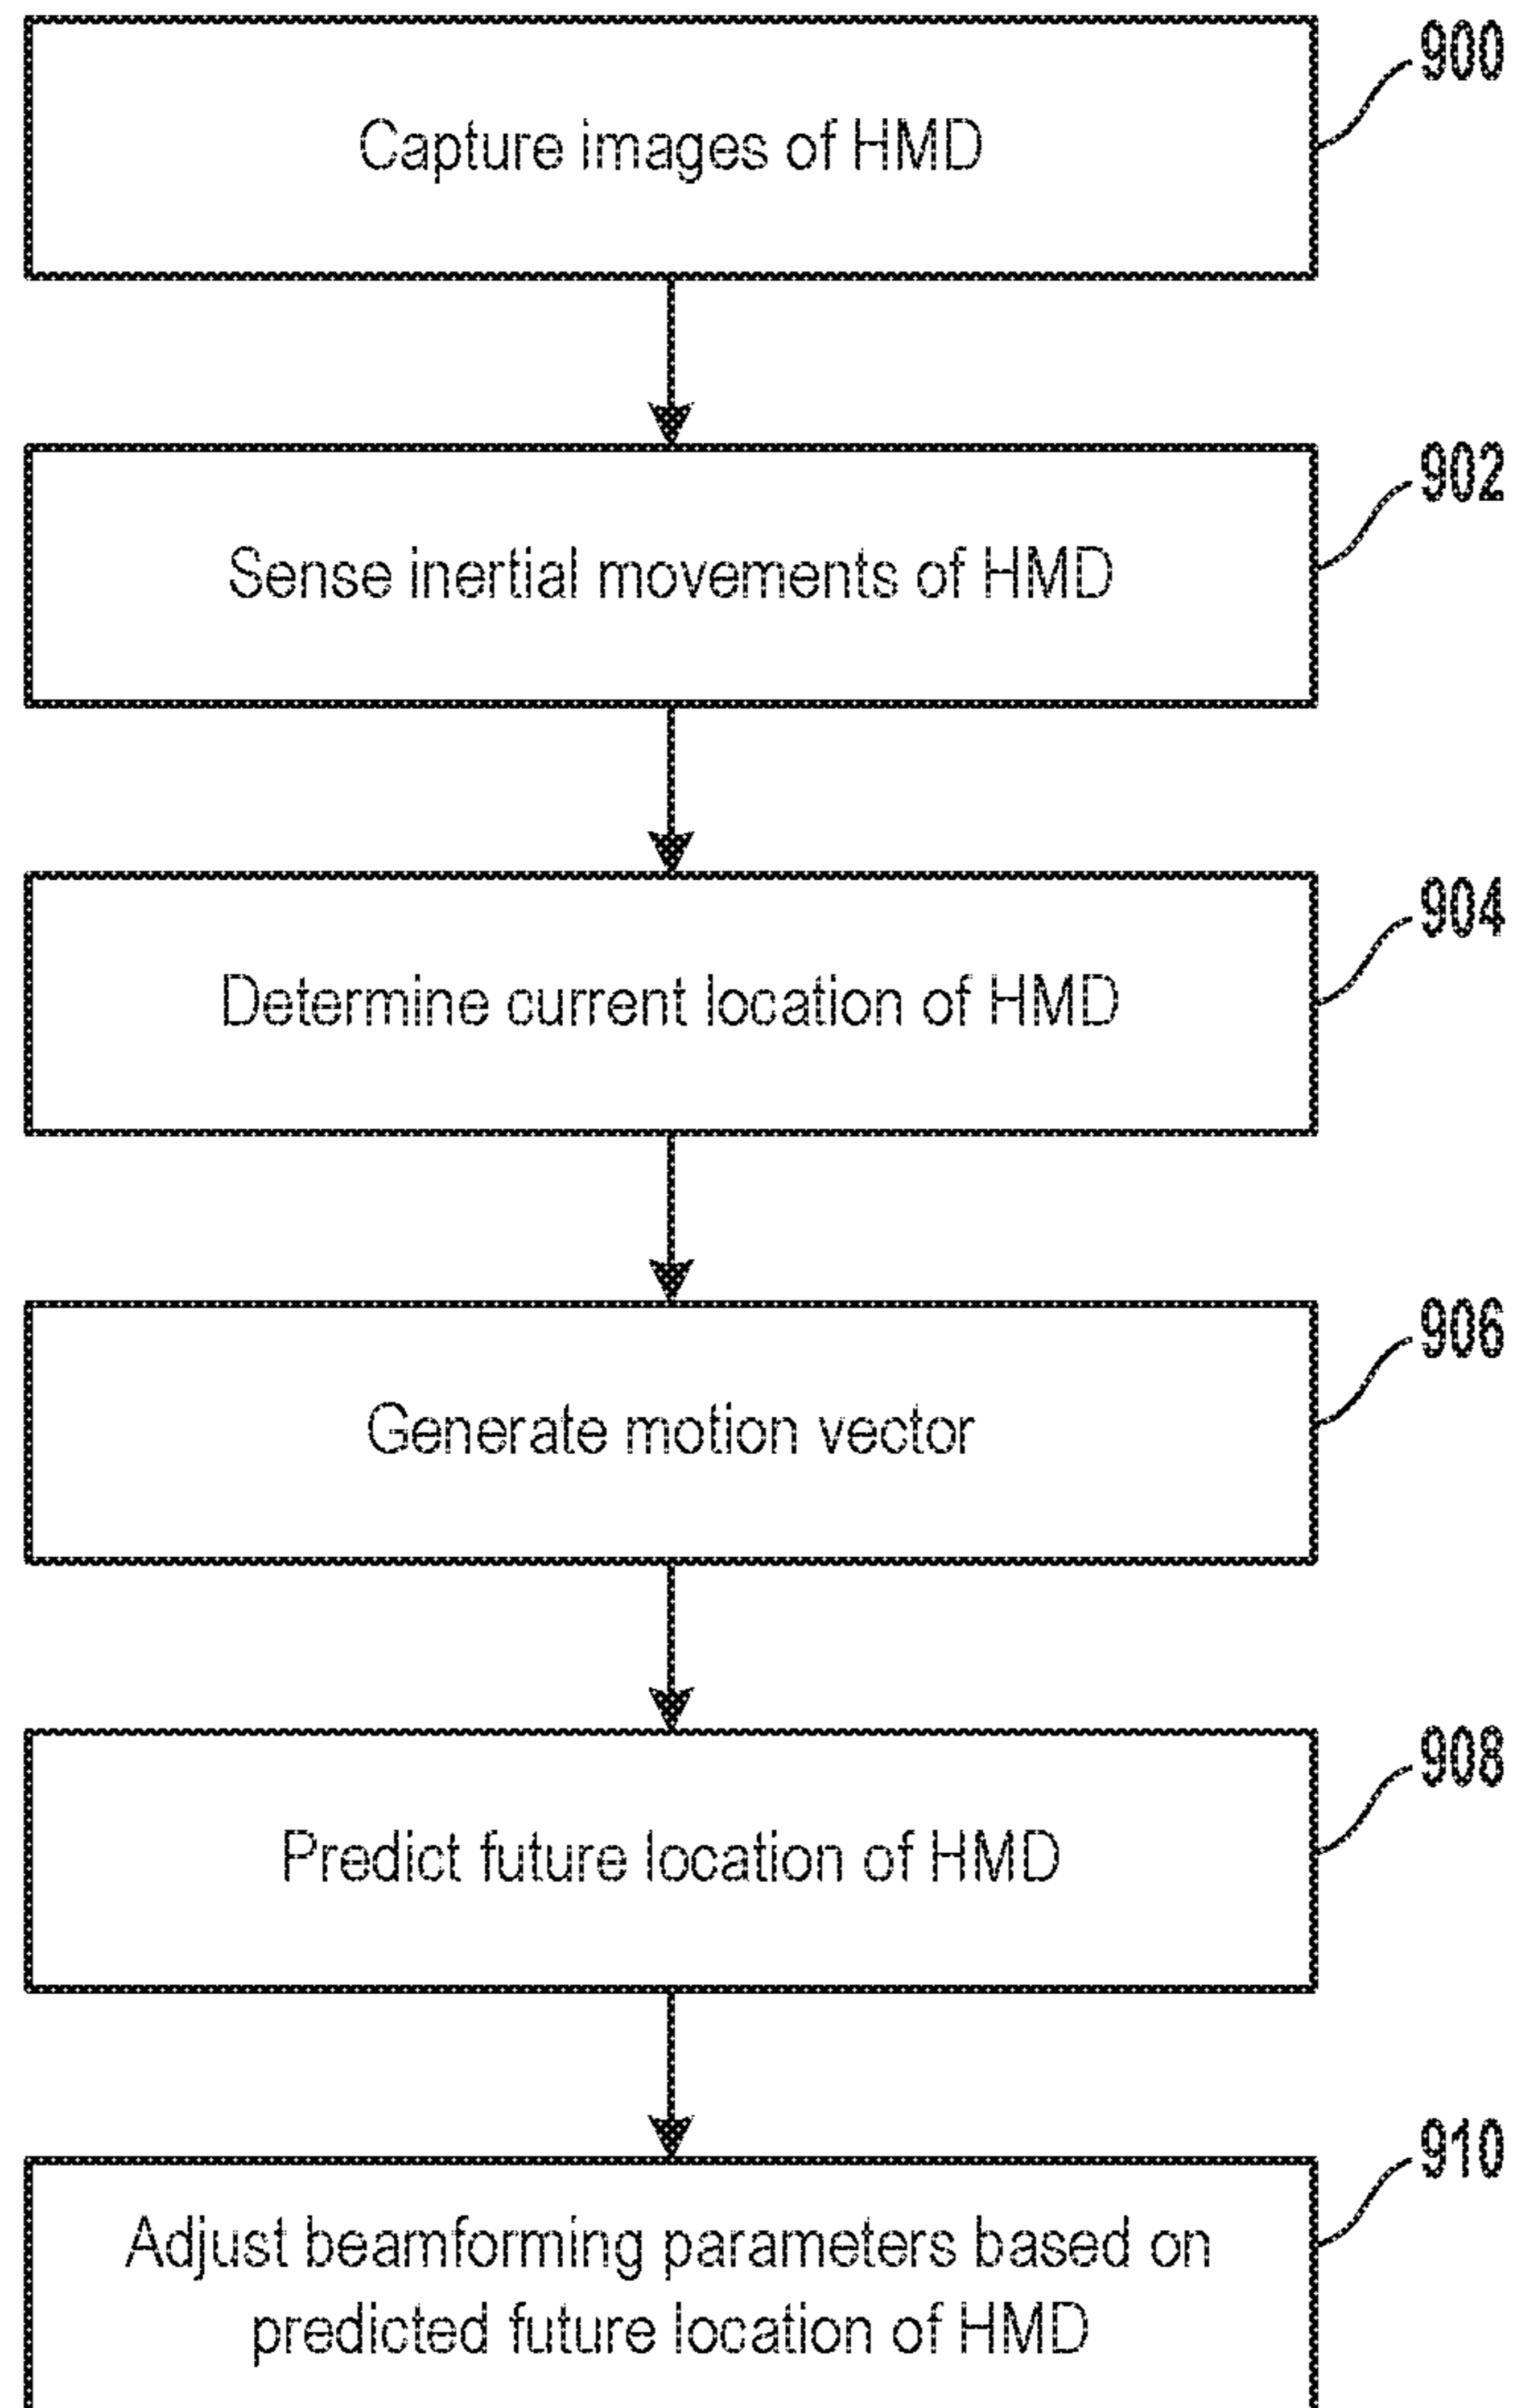 900
Capture images of HMD
902
Sense inertial movements of HMD
904
Determine current location of HMD
906
Generate motion vector
908
Predict future location of HMD
910
Adjust beamforming parameters based on
predicted future location of HMD